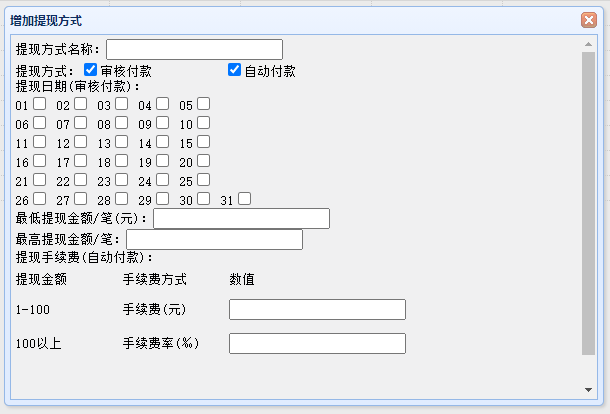 增加提现方式
提现方式名称:
提现方式: 审核付款 自动付款
提现日期(审核付款):
01 02 03 04 05
06 07 08 09 10
11 12 13 14 15
16 17 18 19 20
21 22 23 24 25
26 27 28 29 30 31
最低提现金额/笔(元):
最高提现金额/笔:
提现手续费(自动付款):
提现金额 手续费方式 数值
1-100 手续费(元)
100以上 手续费率(‰)